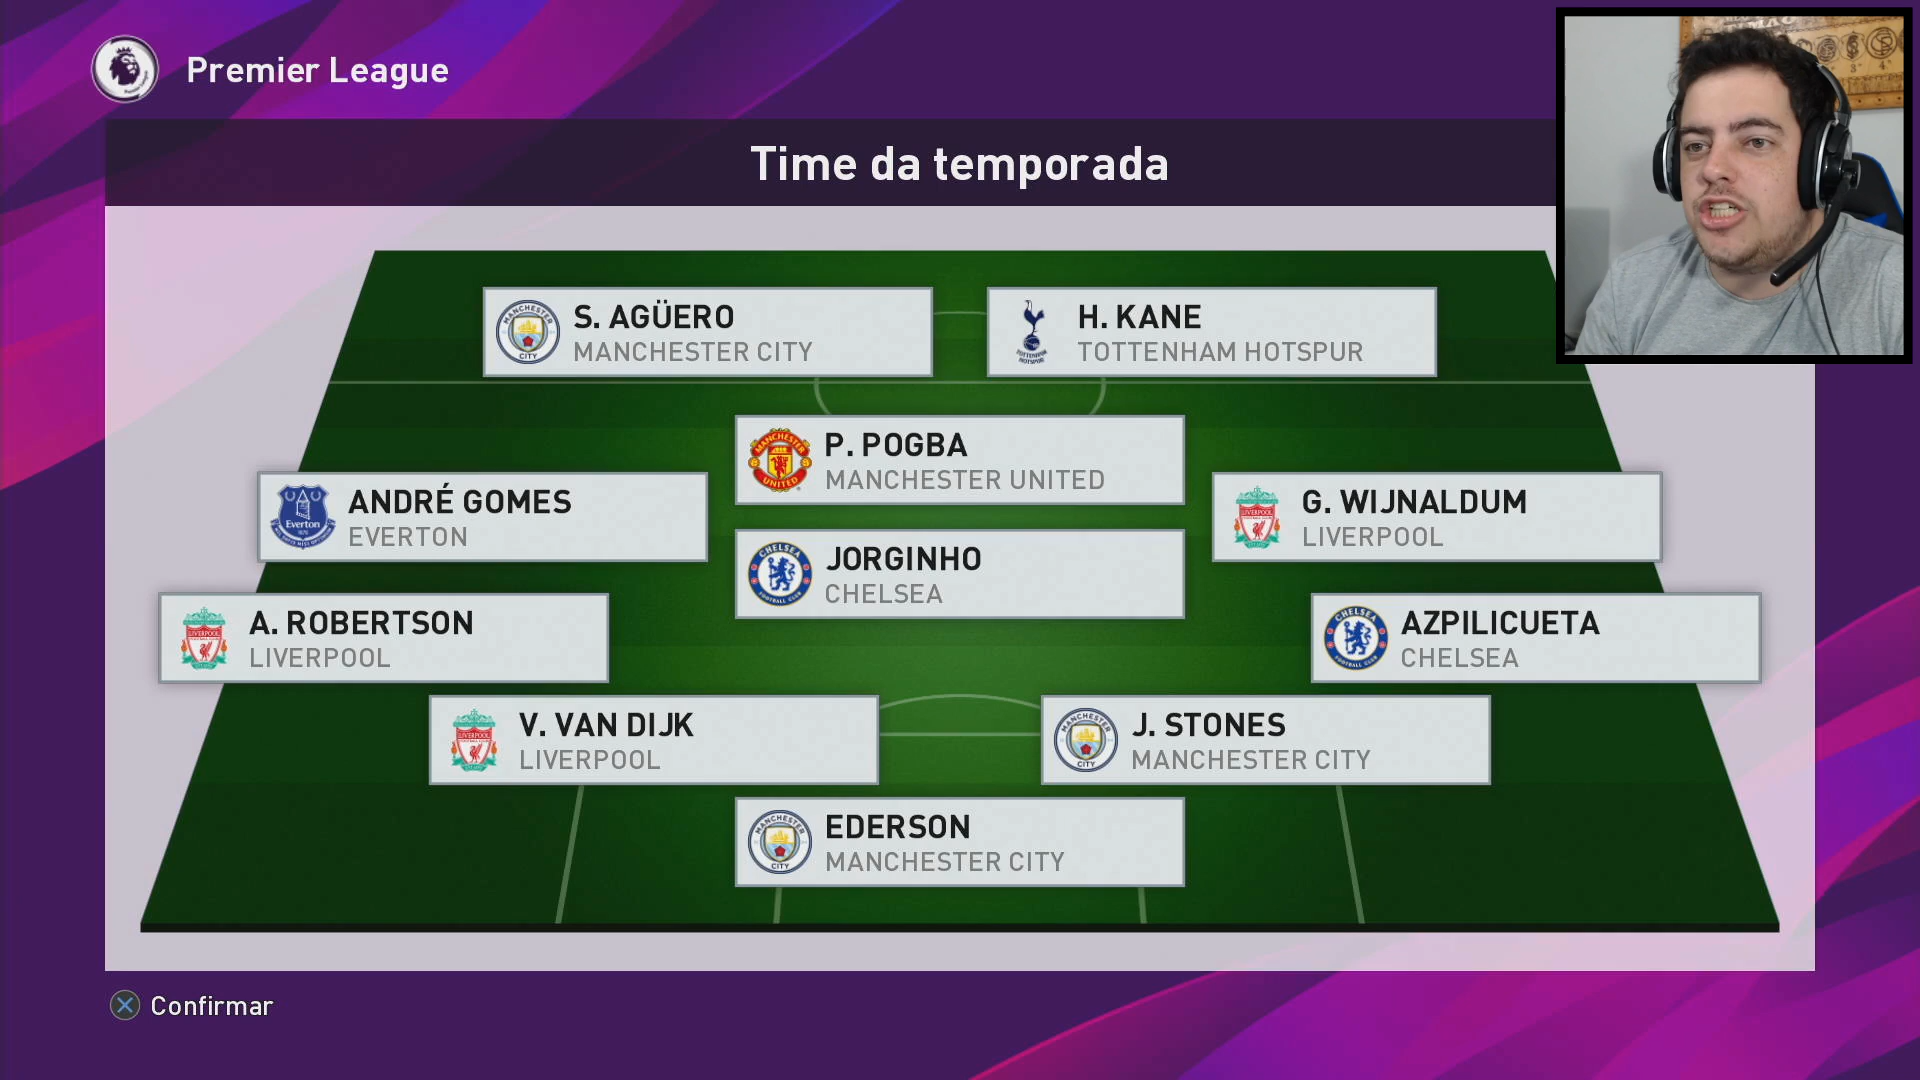 Premier League
Time da temporada
S. AGÜERO
MANCHESTER CITY
H. KANE
TOTTENHAM HOTSPUR
P. POGBA
MANCHESTER UNITED
ANDRÉ GOMES
EVERTON
G. WIJNALDUM
LIVERPOOL
JORGINHO
CHELSEA
A. ROBERTSON
LIVERPOOL
AZPILICUETA
CHELSEA
V. VAN DIJK
LIVERPOOL
J. STONES
MANCHESTER CITY
EDERSON
MANCHESTER CITY
Confirmar